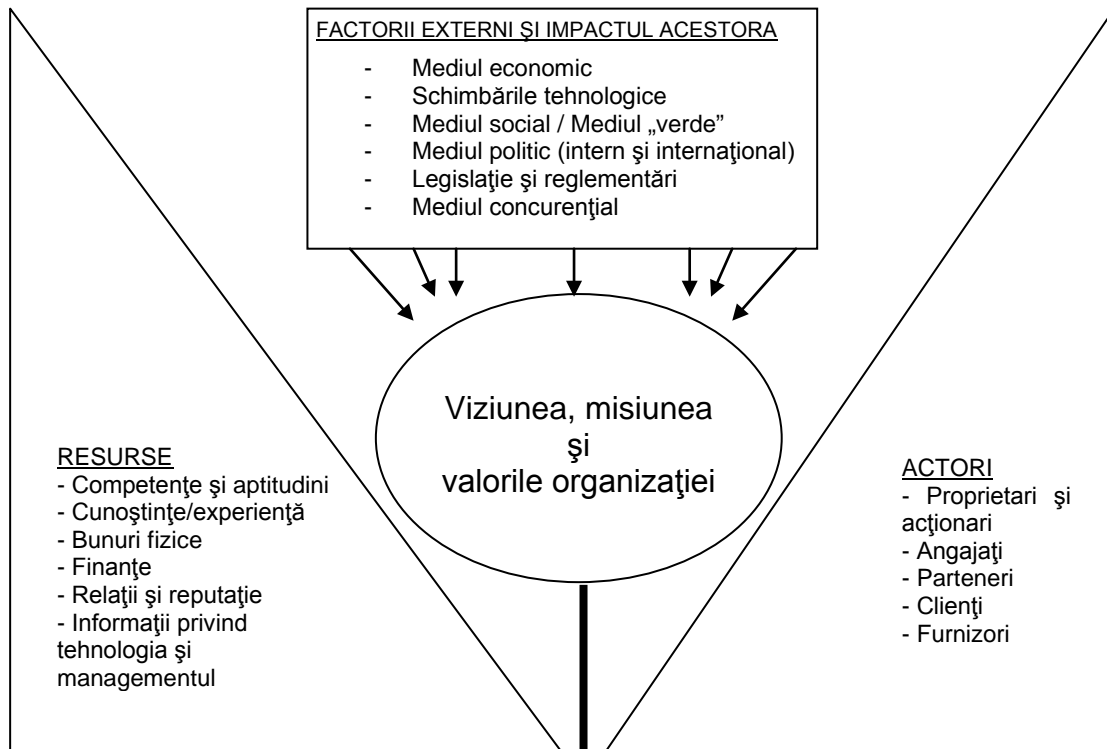 FACTORII EXTERNI ŞI IMPACTUL ACESTORA
- Mediul economic
- Schimbările tehnologice
- Mediul social / Mediul „verde”
- Mediul politic (intern şi internaţional)
- Legislaţie şi reglementări
- Mediul concurenţial
Viziunea, misiunea
şi
valorile organizaţiei
RESURSE
- Competenţe şi aptitudini
- Cunoştinţe/experienţă
- Bunuri fizice
- Finanţe
- Relaţii şi reputaţie
- Informaţii privind
tehnologia şi
managementul
ACTORI
- Proprietari şi
acţionari
- Angajaţi
- Parteneri
- Clienţi
- Furnizori